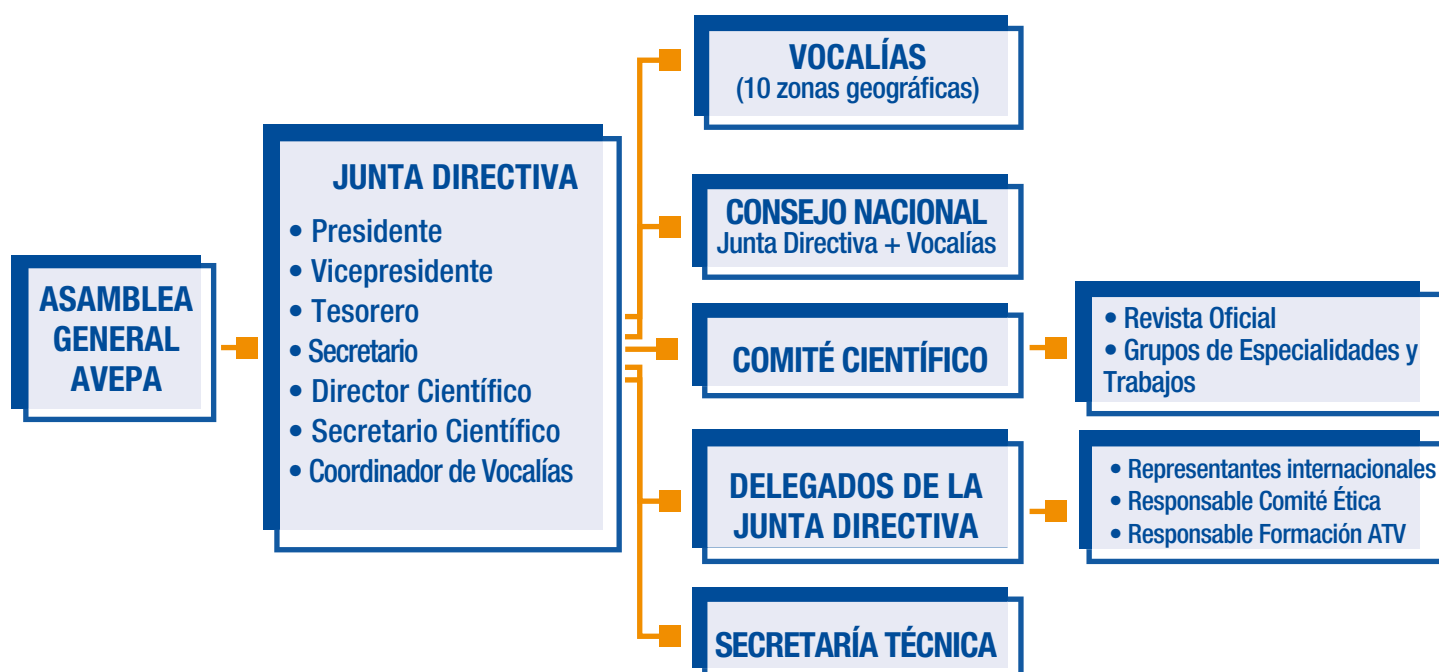 ASAMBLEA
GENERAL
AVEPA
JUNTA DIRECTIVA
• Presidente
• Vicepresidente
• Tesorero
• Secretario
• Director Científico
• Secretario Científico
• Coordinador de Vocalías
VOCALÍAS
(10 zonas geográficas)
CONSEJO NACIONAL
Junta Directiva + Vocalías
COMITÉ CIENTÍFICO
• Revista Oficial
• Grupos de Especialidades y
Trabajos
DELEGADOS DE LA
JUNTA DIRECTIVA
• Representantes internacionales
• Responsable Comité Ética
• Responsable Formación ATV
SECRETARÍA TÉCNICA